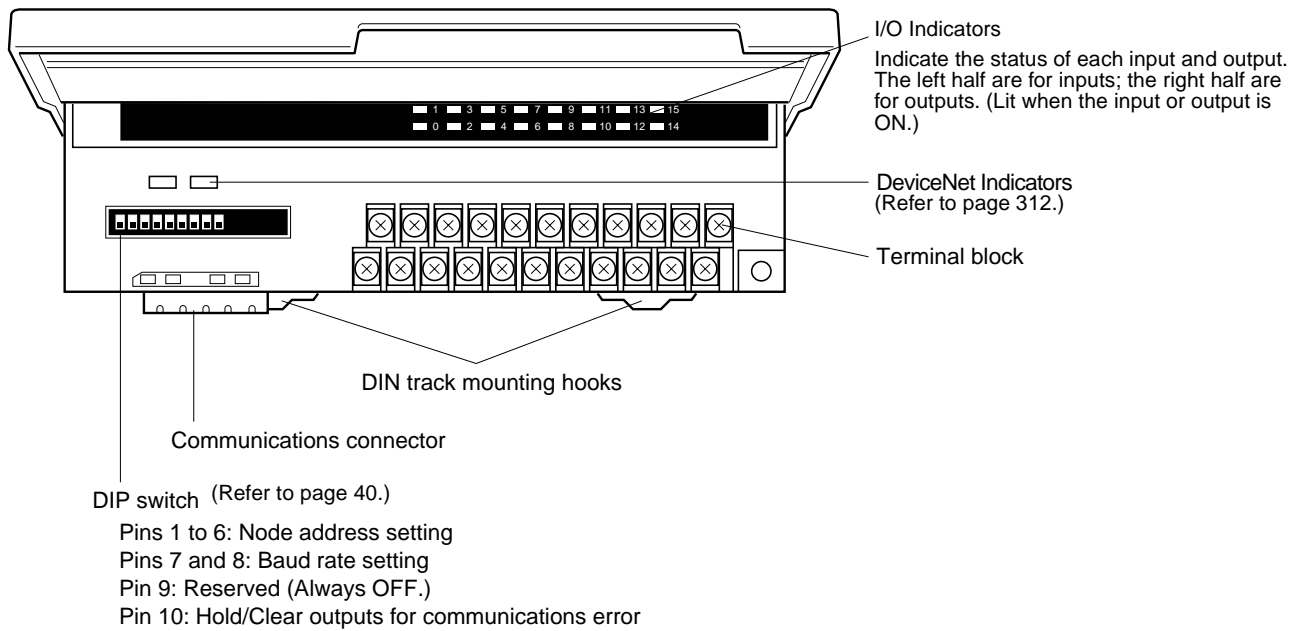 I/O Indicators
Indicate the status of each input and output.
The left half are for inputs; the right half are
for outputs. (Lit when the input or output is
ON.)
1 3 5 7 9 11 13 15
0 2 4 6 8 10 12 14
DeviceNet Indicators
(Refer to page 312.)
Terminal block
DIN track mounting hooks
Communications connector
DIP switch (Refer to page 40.)
Pins 1 to 6: Node address setting
Pins 7 and 8: Baud rate setting
Pin 9: Reserved (Always OFF.)
Pin 10: Hold/Clear outputs for communications error